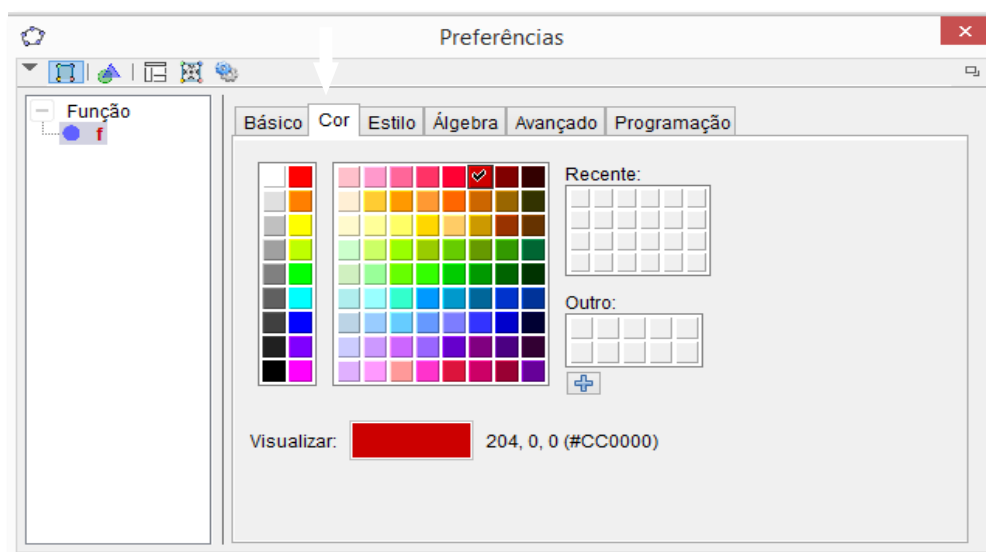 Preferências
Função
f
Básico Cor Estilo Álgebra Avançado Programação
Recente:
Outro:
Visualizar: 204, 0, 0 (#CC0000)